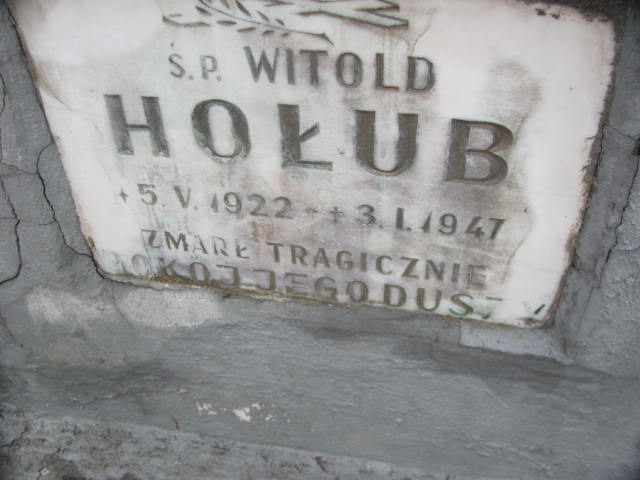 Ś.P. WITOLD
HOŁUB
* 5. V. 1922 - + 3. I. 1947
ZMARŁ TRAGICZNIE
POKÓJ JEGO DUSZY